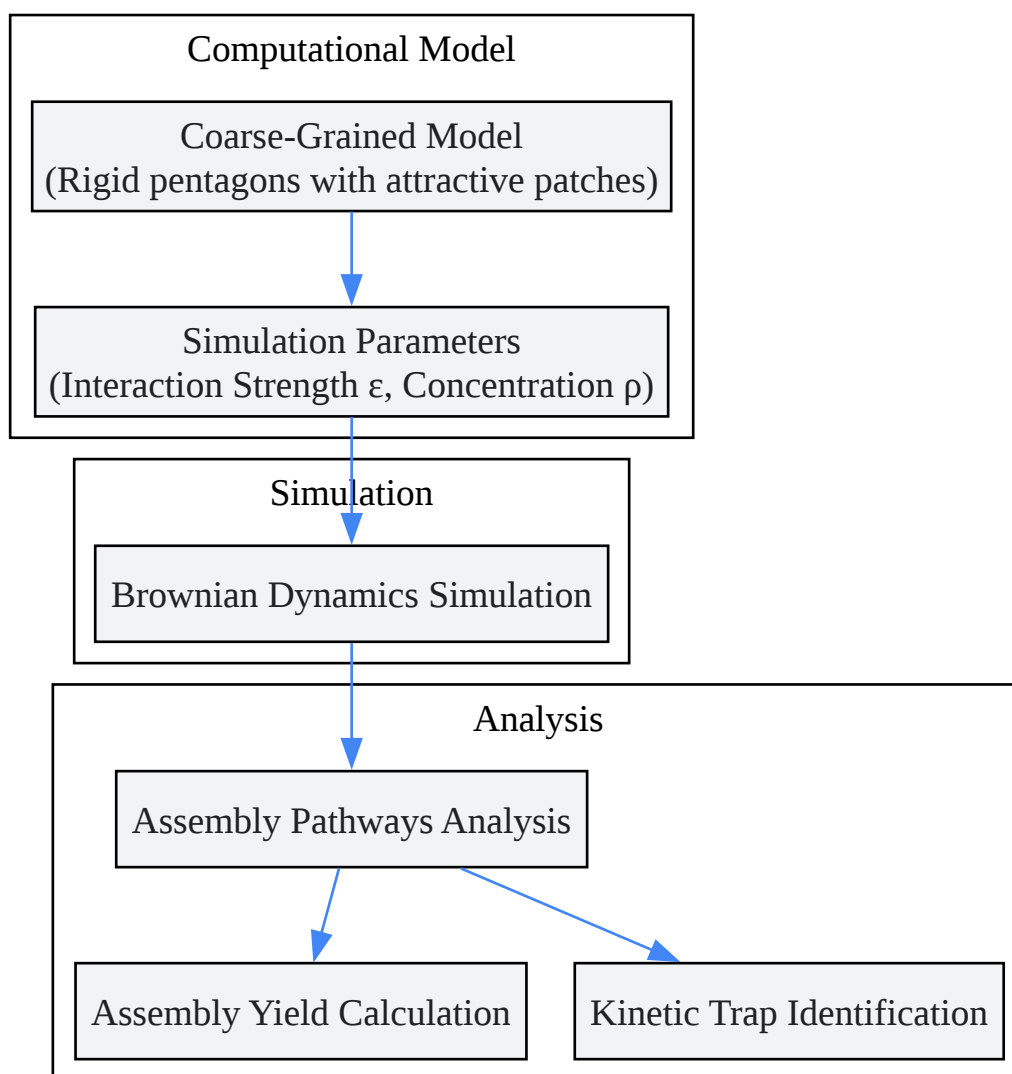 Computational Model
Coarse-Grained Model
(Rigid pentagons with attractive patches)
Simulation Parameters
(Interaction Strength ε, Concentration ρ)
Simulation
Brownian Dynamics Simulation
Analysis
Assembly Pathways Analysis
Assembly Yield Calculation
Kinetic Trap Identification